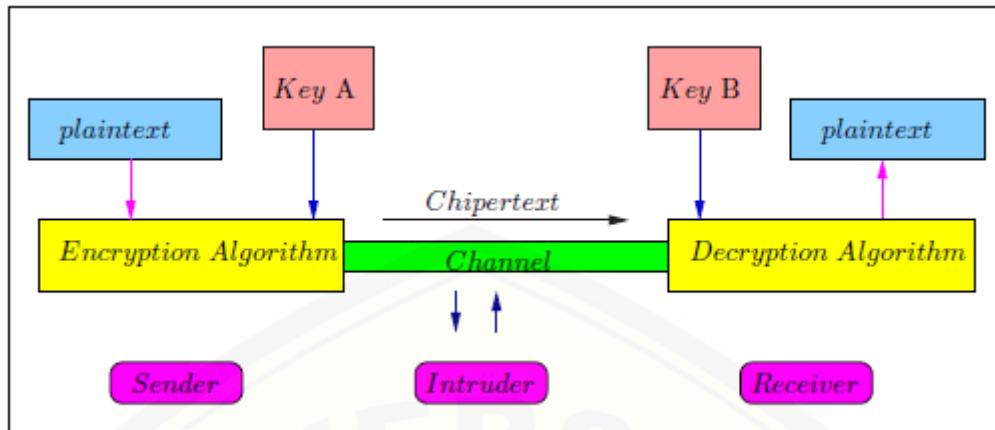 Key A
Key B
plaintext
plaintext
Chipertext
Encryption Algorithm
Channel
Decryption Algorithm
Sender
Intruder
Receiver